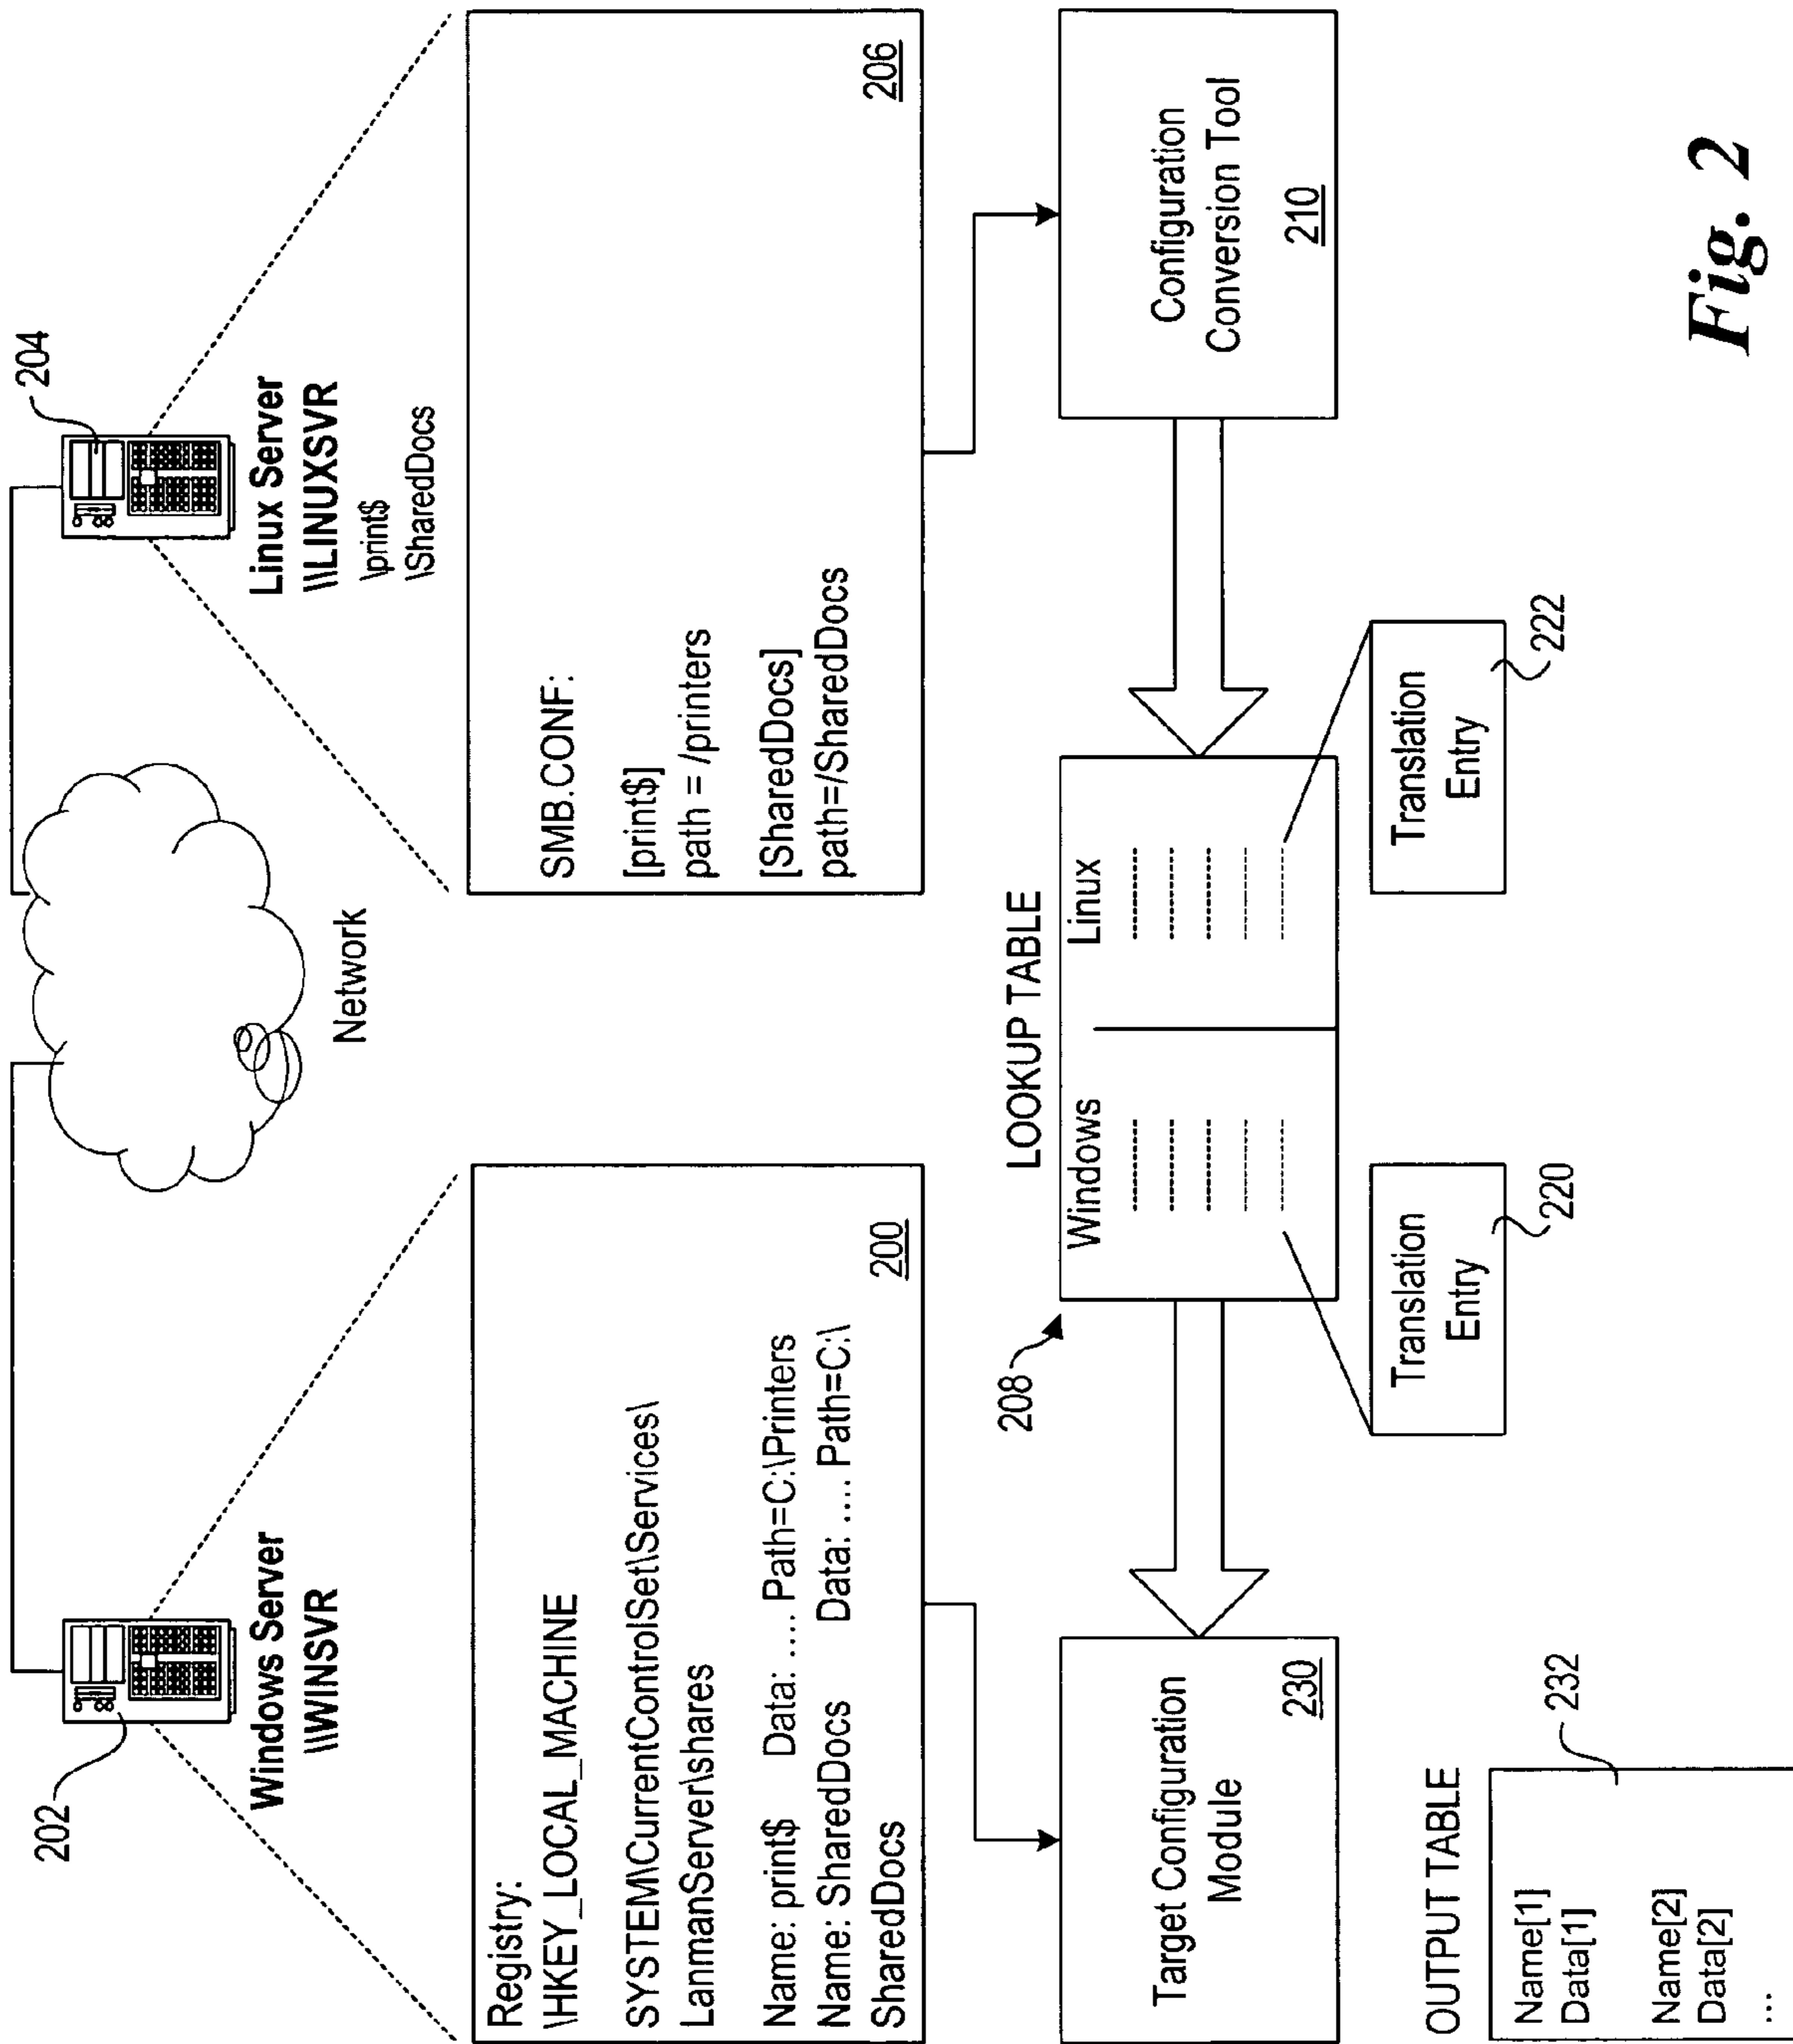 202
Windows Server
\\WINSVR
Network
204
Linux Server
\\LINUXSVR
\print$
\SharedDocs
Registry:
\HKEY_LOCAL_MACHINE
SYSTEM\CurrentControlSet\Services\
LanmanServer\shares
Name: print$ Data: .... Path=C:\Printers
Name: SharedDocs Data: .... Path=C:\
SharedDocs
200
SMB.CONF:
[print$]
path = /printers
[SharedDocs]
path=/SharedDocs
206
Target Configuration
Module
230
208
LOOKUP TABLE
Windows
Linux
Configuration
Conversion Tool
210
Translation
Entry
220
Translation
Entry
222
OUTPUT TABLE
232
Name[1]
Data[1]
Name[2]
Data[2]
...
Fig. 2